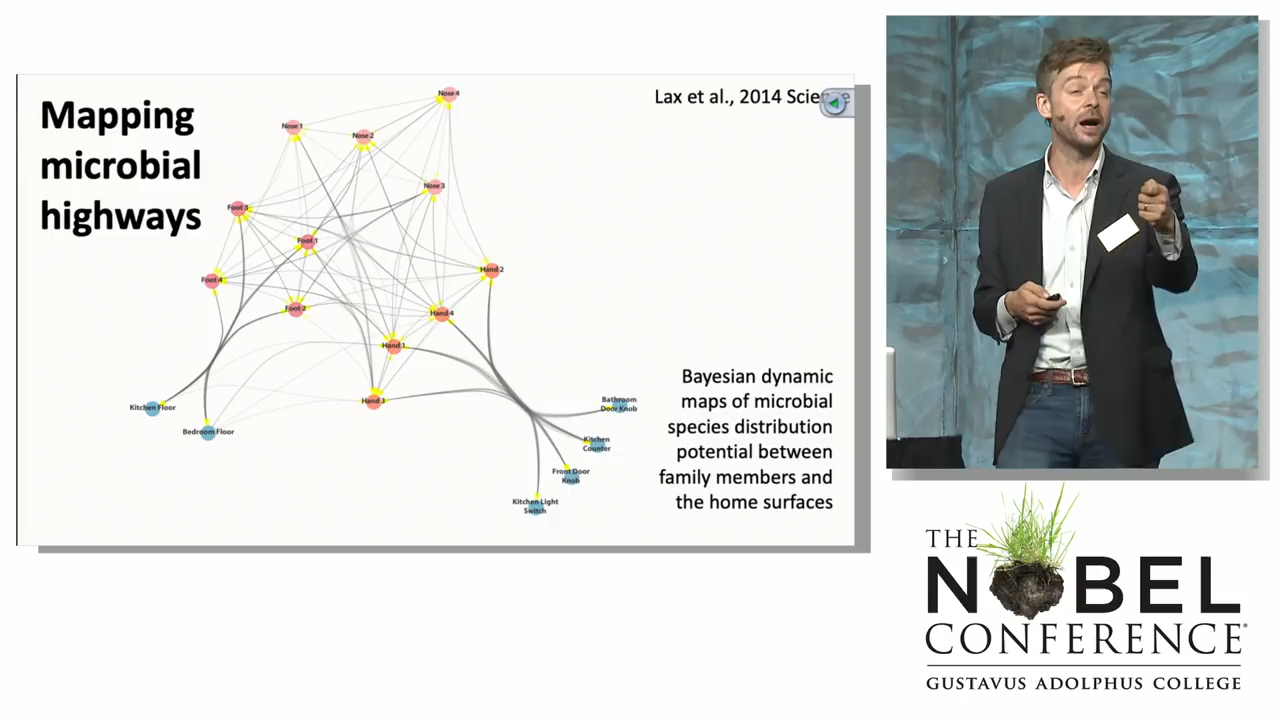 Mapping
microbial
highways
Lax et al., 2014 Science
Nose 4
Nose 1
Nose 2
Nose 3
Foot 3
Foot 1
Hand 2
Foot 4
Foot 2
Hand 4
Hand 1
Hand 3
Kitchen Floor
Bedroom Floor
Bathroom
Door Knob
Kitchen
Counter
Front Door
Knob
Kitchen Light
Switch
Bayesian dynamic
maps of microbial
species distribution
potential between
family members and
the home surfaces
THE
NOBEL
CONFERENCE®
GUSTAVUS ADOLPHUS COLLEGE